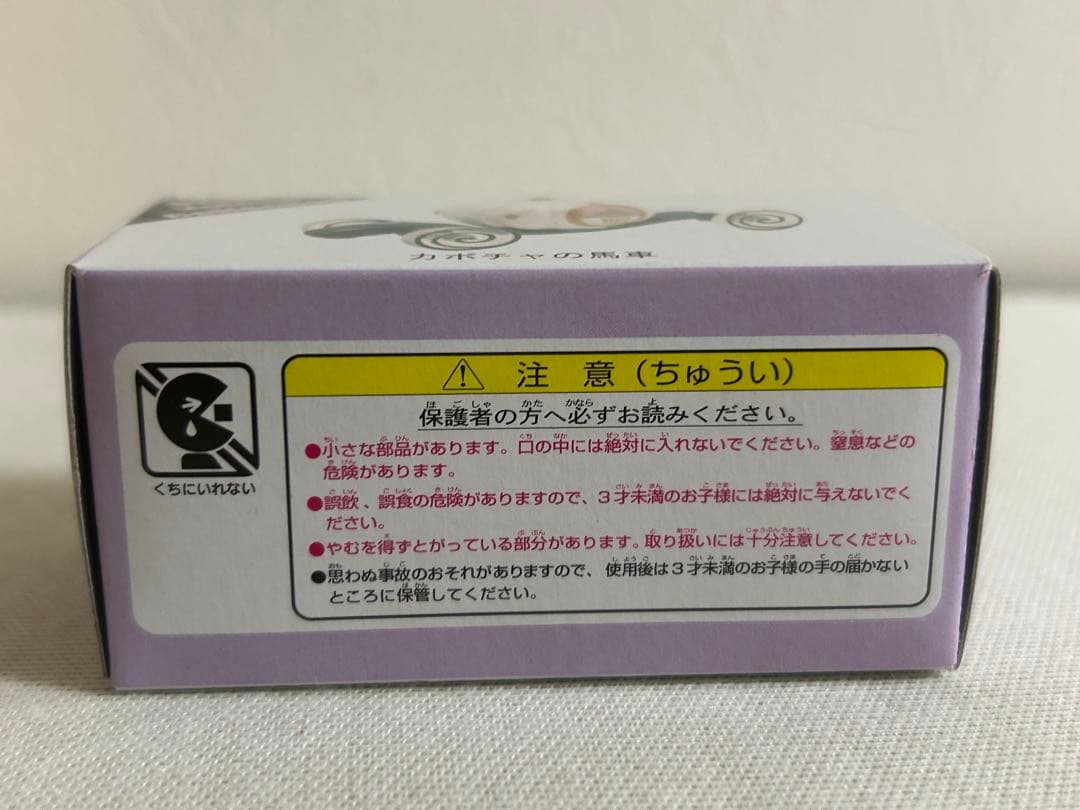 カボチャの馬車
注 意（ちゅうい）
保護者の方へ必ずお読みください。
●小さな部品があります。口の中には絶対に入れないでください。窒息などの
危険があります。
●誤飲、誤食の危険がありますので、3才未満のお子様には絶対に与えないでく
ださい。
●やむを得ずとがっている部分があります。取り扱いには十分注意してください。
●思わぬ事故のおそれがありますので、使用後は3才未満のお子様の手の届かない
ところに保管してください。
くちにいれない